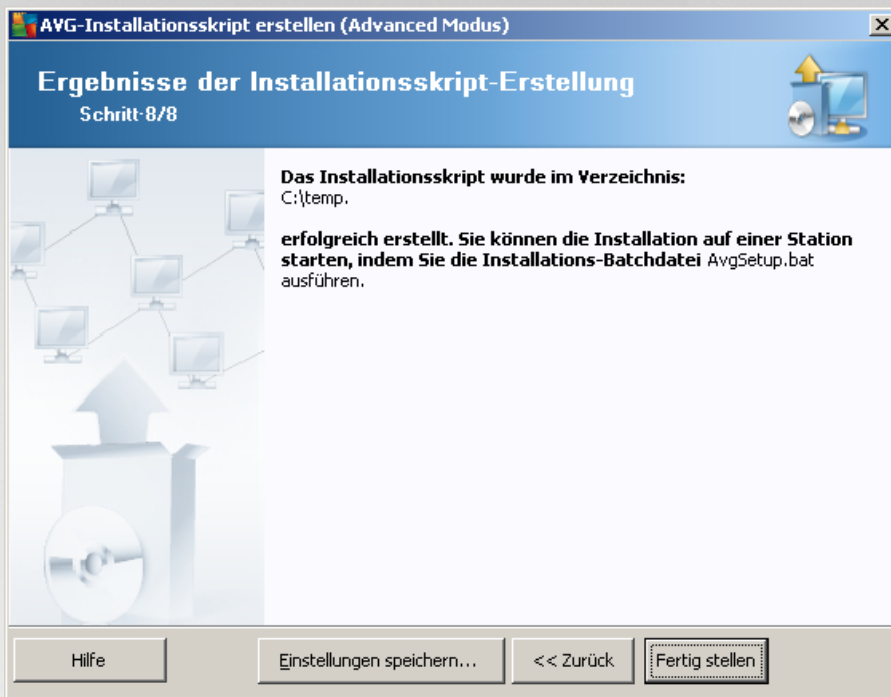 AVG-Installationsskript erstellen (Advanced Modus)
Ergebnisse der Installationsskript-Erstellung
Schritt-8/8
Das Installationsskript wurde im Verzeichnis:
C:\temp.
erfolgreich erstellt. Sie können die Installation auf einer Station
starten, indem Sie die Installations-Batchdatei AvgSetup.bat
ausführen.
Hilfe
Einstellungen speichern...
<< Zurück
Fertig stellen